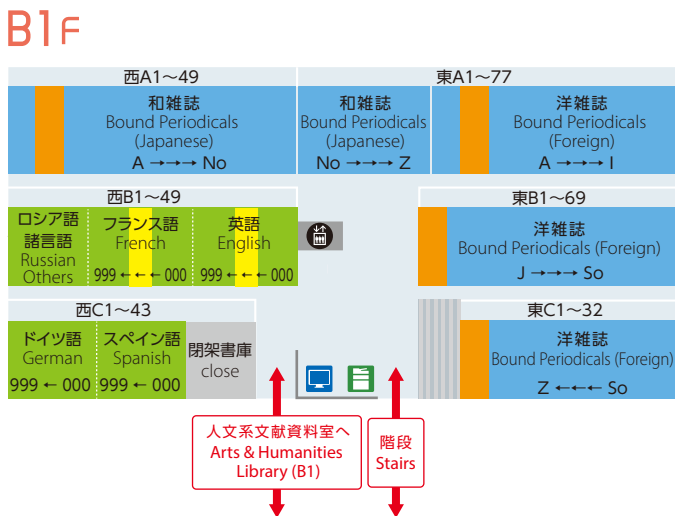 B1F
西A1～49
東A1～77
和雑誌
Bound Periodicals
(Japanese)
A →→→ No
和雑誌
Bound Periodicals
(Japanese)
No →→→ Z
洋雑誌
Bound Periodicals
(Foreign)
A →→→ I
西B1～49
東B1～69
ロシア語
諸言語
Russian
Others
フランス語
French
999 ←←← 000
英語
English
999 ←←← 000
洋雑誌
Bound Periodicals (Foreign)
J →→→ So
西C1～43
東C1～32
ドイツ語
German
999 ← 000
スペイン語
Spanish
999 ← 000
閉架書庫
close
洋雑誌
Bound Periodicals (Foreign)
Z ←←← So
人文系文献資料室へ
Arts & Humanities
Library (B1)
階段
Stairs